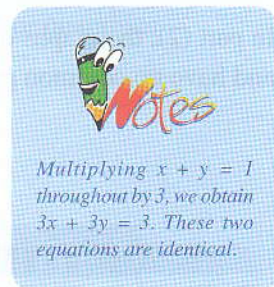 Notes
Multiplying x + y = 1
throughout by 3, we obtain
3x + 3y = 3. These two
equations are identical.